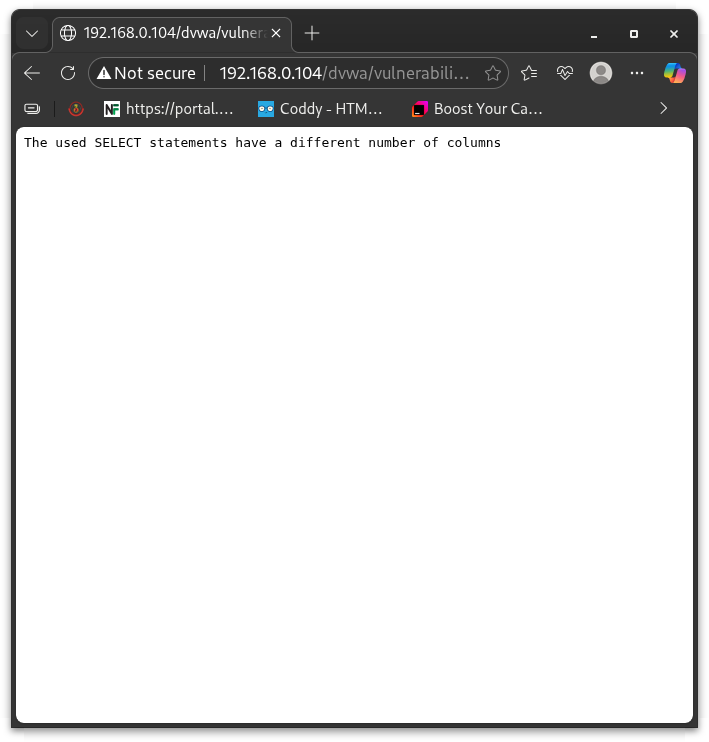 192.168.0.104/dvwa/vulner
Not secure 192.168.0.104/dvwa/vulnerabili...
NF https://portal.... Coddy - HTM... Boost Your Ca...
The used SELECT statements have a different number of columns